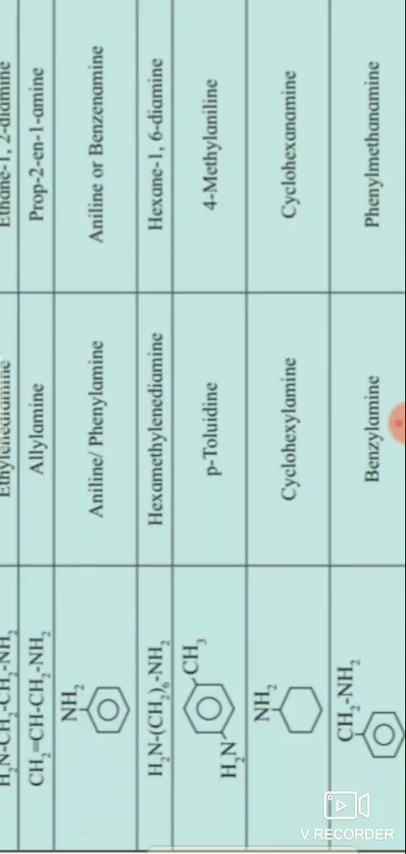 H₂N-CH₂-CH₂-NH₂ Ethylenediamine Ethane-1, 2-diamine
CH₂=CH-CH₂-NH₂ Allylamine Prop-2-en-1-amine
NH₂ Aniline/ Phenylamine Aniline or Benzenamine
H₂N-(CH₂)₆-NH₂ Hexamethylenediamine Hexane-1, 6-diamine
H₂N CH₃ p-Toluidine 4-Methylaniline
NH₂ Cyclohexylamine Cyclohexanamine
CH₂-NH₂ Benzylamine Phenylmethanamine
V RECORDER